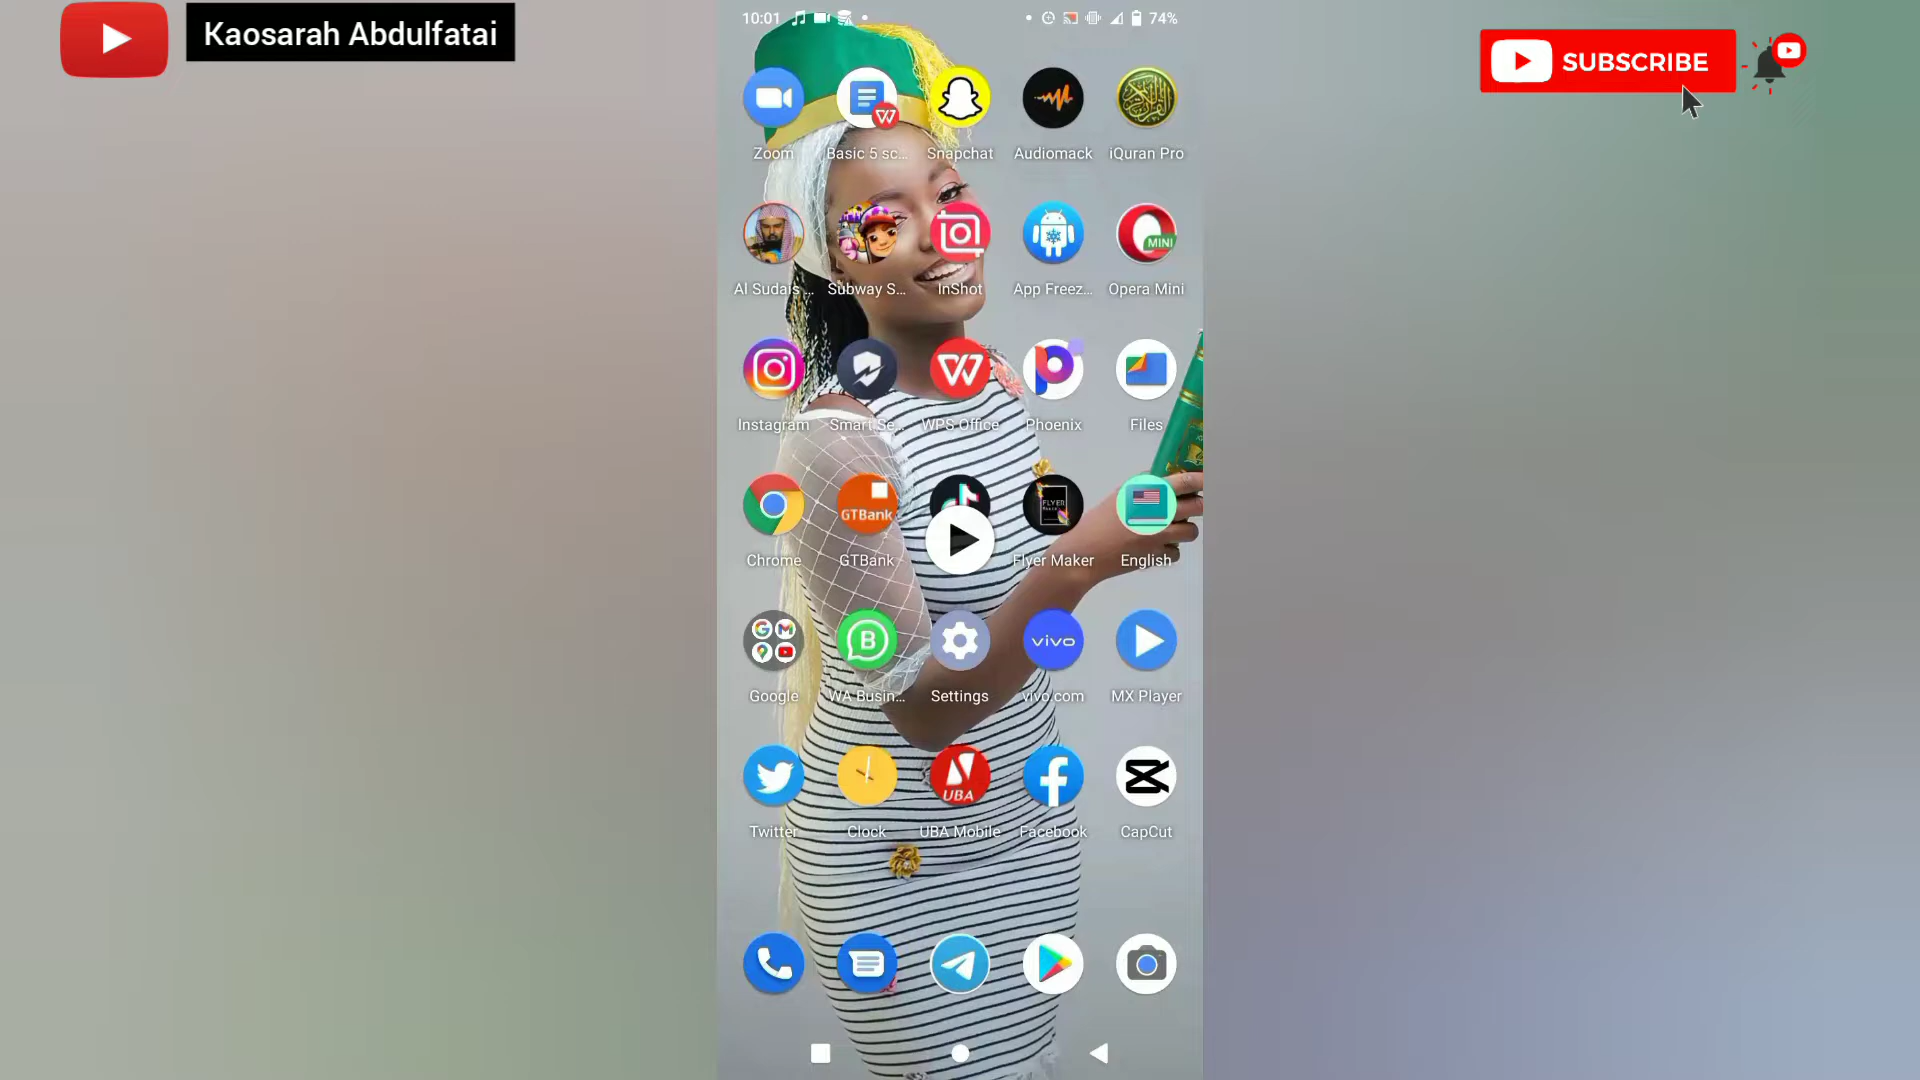 Kaosarah Abdulfatai
SUBSCRIBE
10:01
74%
Zoom
Basic 5 sc...
Snapchat
Audiomack
iQuran Pro
Al Sudais ...
Subway S...
InShot
App Freez...
Opera Mini
MINI
Instagram
Smart Se...
WPS Office
Phoenix
Files
GTBank
FLYER
Chrome
GTBank
Flyer Maker
English
B
vivo
Google
WA Busin...
Settings
vivo.com
MX Player
UBA
Twitter
Clock
UBA Mobile
Facebook
CapCut